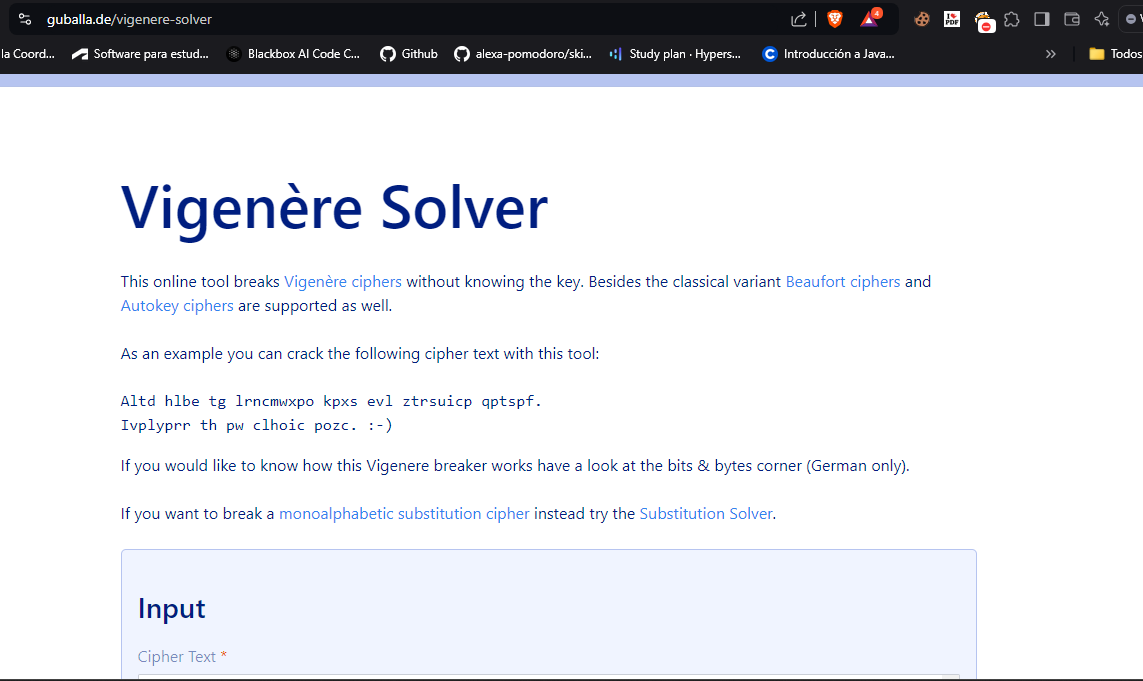 guballa.de/vigenere-solver
4
la Coord...
Software para estud...
Blackbox AI Code C...
Github
alexa-pomodoro/ski...
Study plan · Hypers...
Introducción a Java...
»
Todos
Vigenère Solver
This online tool breaks Vigenère ciphers without knowing the key. Besides the classical variant Beaufort ciphers and
Autokey ciphers are supported as well.
As an example you can crack the following cipher text with this tool:
Altd hlbe tg lrncmwxpo kpxs evl ztrsuicp qptspf.
Ivplyprr th pw clhoic pozc. :-)
If you would like to know how this Vigenere breaker works have a look at the bits & bytes corner (German only).
If you want to break a monoalphabetic substitution cipher instead try the Substitution Solver.
Input
Cipher Text *